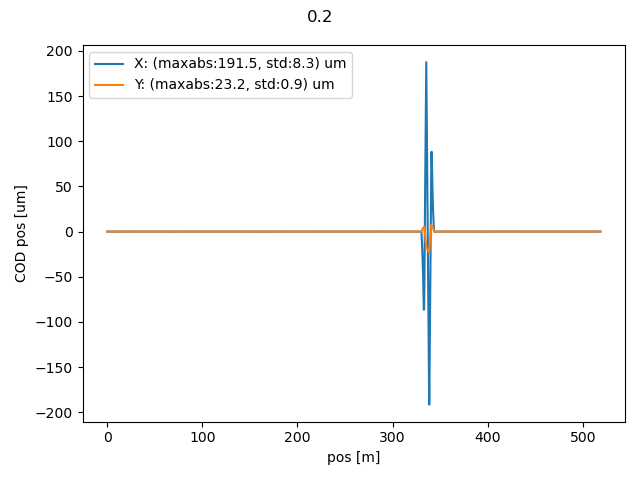 0.2
X: (maxabs:191.5, std:8.3) um
Y: (maxabs:23.2, std:0.9) um
200
150
100
50
0
−50
−100
−150
−200
COD pos [um]
0 100 200 300 400 500
pos [m]